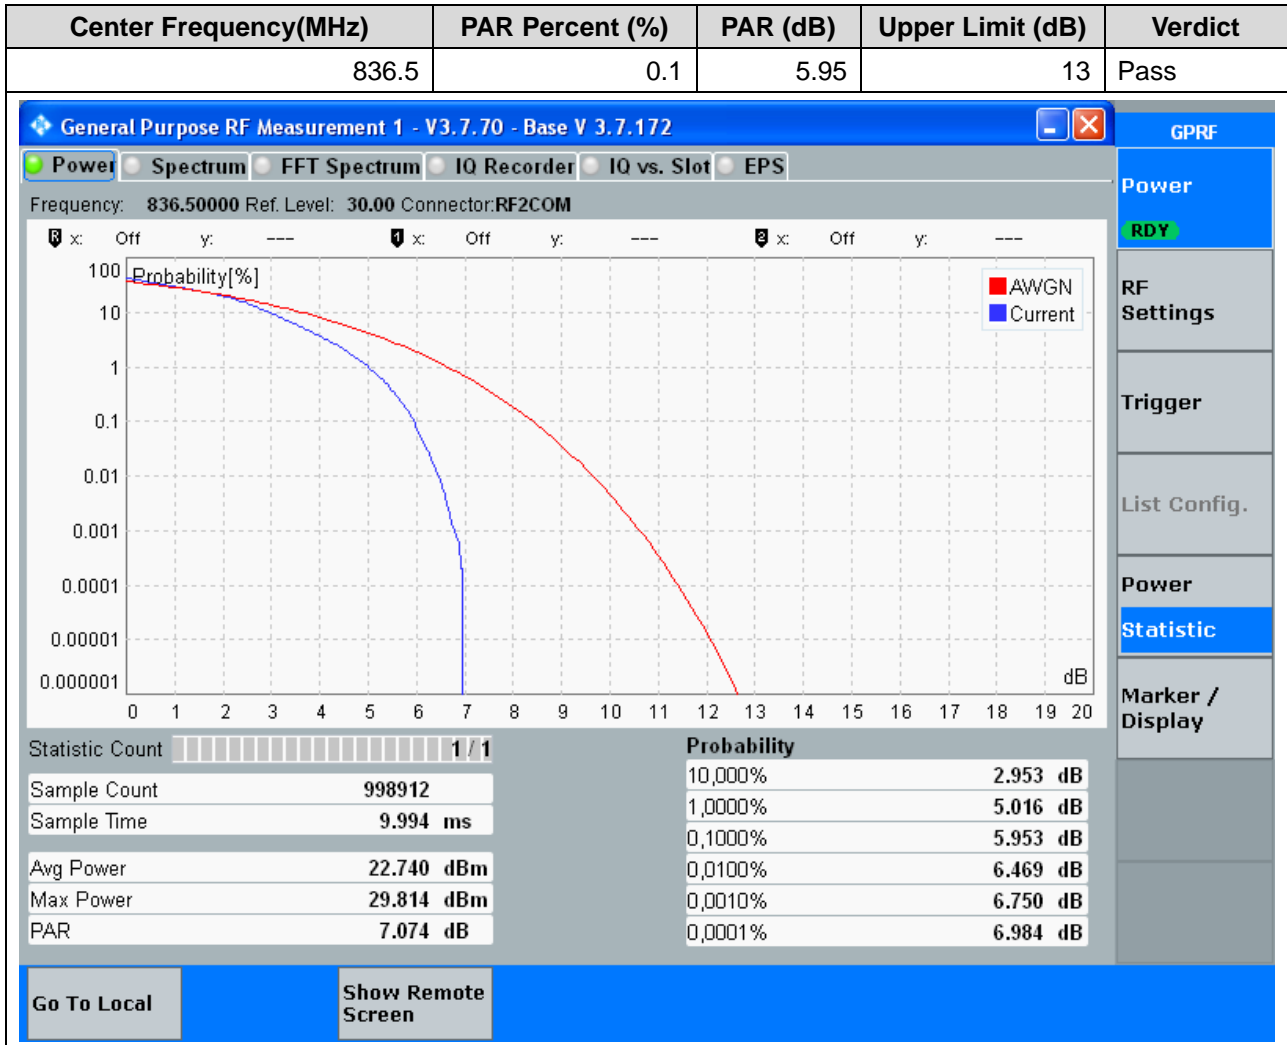 Center Frequency(MHz) PAR Percent (%) PAR (dB) Upper Limit (dB) Verdict
836.5 0.1 5.95 13 Pass
General Purpose RF Measurement 1 - V3.7.70 - Base V 3.7.172
GPRF
Power Spectrum FFT Spectrum IQ Recorder IQ vs. Slot EPS
Frequency: 836.50000 Ref. Level: 30.00 Connector:RF2COM
R x: Off y: --- 1 x: Off y: --- 2 x: Off y: ---
Probability[%]
AWGN
Current
100
10
1
0.1
0.01
0.001
0.0001
0.00001
0.000001
dB
0 1 2 3 4 5 6 7 8 9 10 11 12 13 14 15 16 17 18 19 20
Statistic Count 1 / 1
Sample Count 998912
Sample Time 9.994 ms
Avg Power 22.740 dBm
Max Power 29.814 dBm
PAR 7.074 dB
Probability
10,000% 2.953 dB
1,0000% 5.016 dB
0,1000% 5.953 dB
0,0100% 6.469 dB
0,0010% 6.750 dB
0,0001% 6.984 dB
Power
RDY
RF
Settings
Trigger
List Config.
Power
Statistic
Marker /
Display
Go To Local
Show Remote
Screen